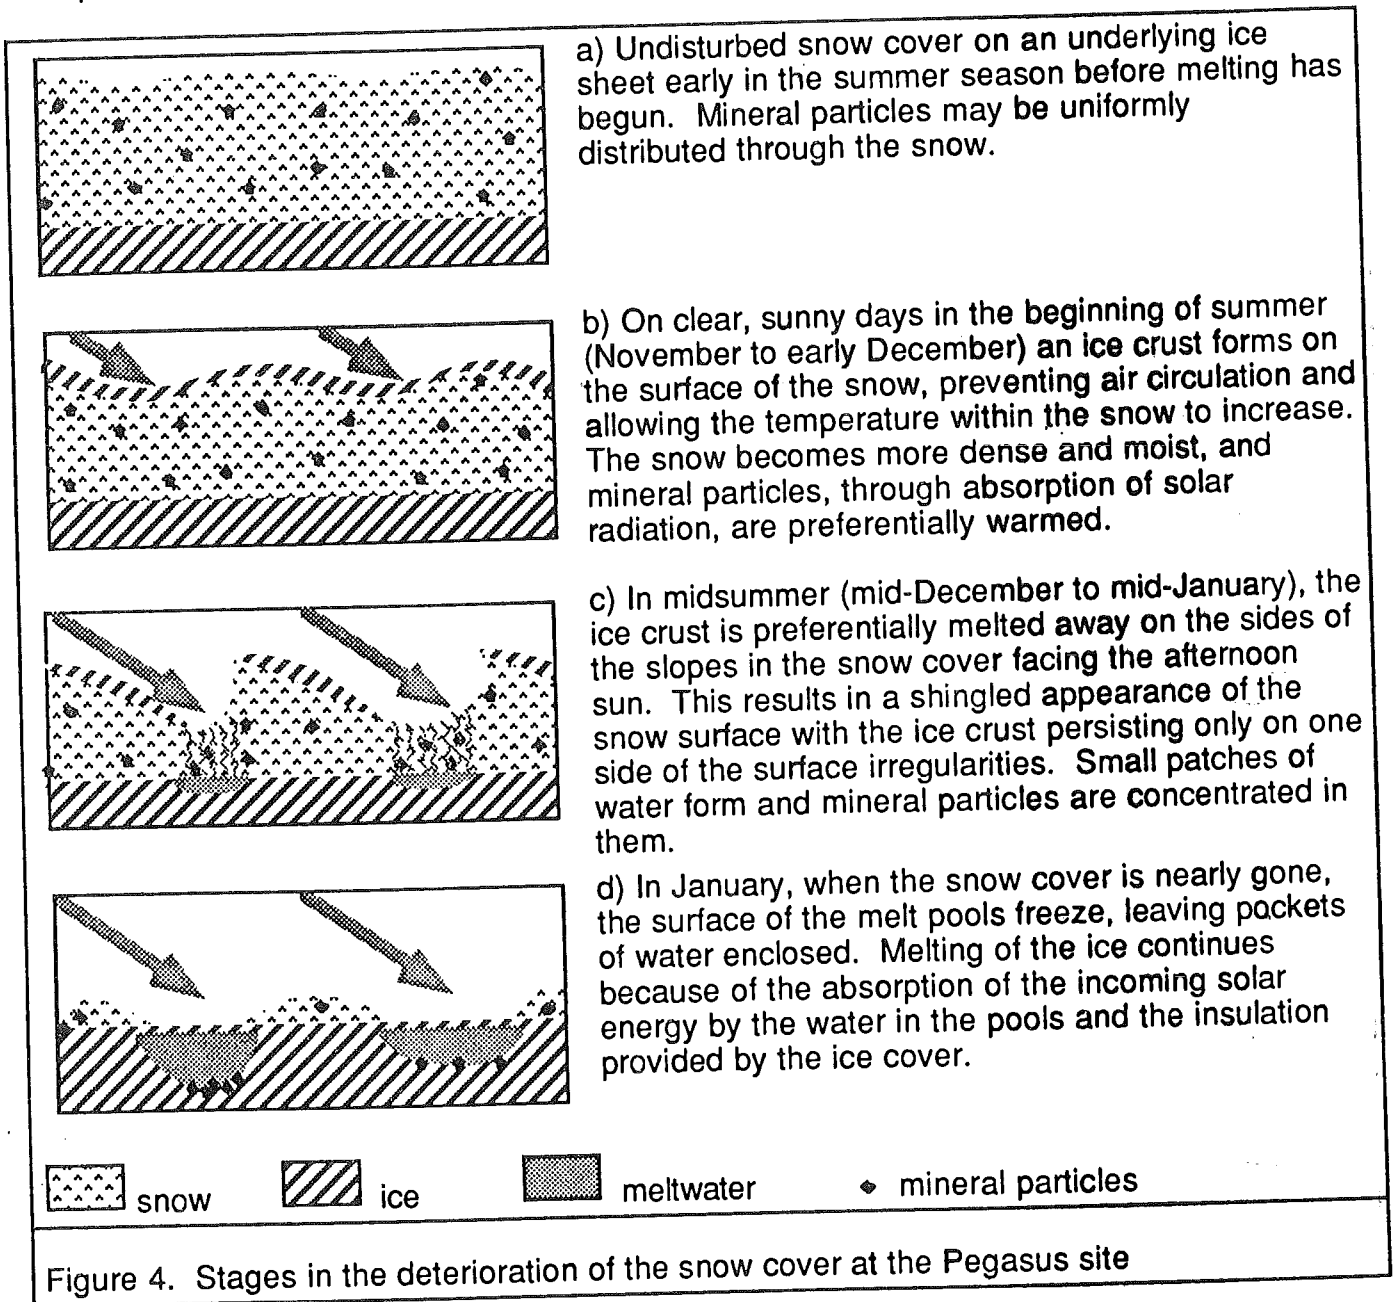 a) Undisturbed snow cover on an underlying ice
sheet early in the summer season before melting has
begun.  Mineral particles may be uniformly
distributed through the snow.
b) On clear, sunny days in the beginning of summer
(November to early December) an ice crust forms on
the surface of the snow, preventing air circulation and
allowing the temperature within the snow to increase.
The snow becomes more dense and moist, and
mineral particles, through absorption of solar
radiation, are preferentially warmed.
c) In midsummer (mid-December to mid-January), the
ice crust is preferentially melted away on the sides of
the slopes in the snow cover facing the afternoon
sun.  This results in a shingled appearance of the
snow surface with the ice crust persisting only on one
side of the surface irregularities.  Small patches of
water form and mineral particles are concentrated in
them.
d) In January, when the snow cover is nearly gone,
the surface of the melt pools freeze, leaving pockets
of water enclosed.  Melting of the ice continues
because of the absorption of the incoming solar
energy by the water in the pools and the insulation
provided by the ice cover.
snow ice meltwater mineral particles
Figure 4.  Stages in the deterioration of the snow cover at the Pegasus site